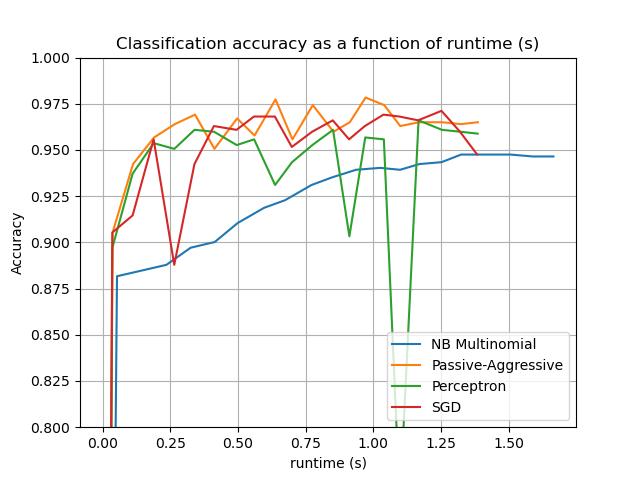 Classification accuracy as a function of runtime (s)
1.000
0.975
0.950
0.925
0.900
0.875
0.850
0.825
0.800
Accuracy
NB Multinomial
Passive-Aggressive
Perceptron
SGD
0.00 0.25 0.50 0.75 1.00 1.25 1.50
runtime (s)